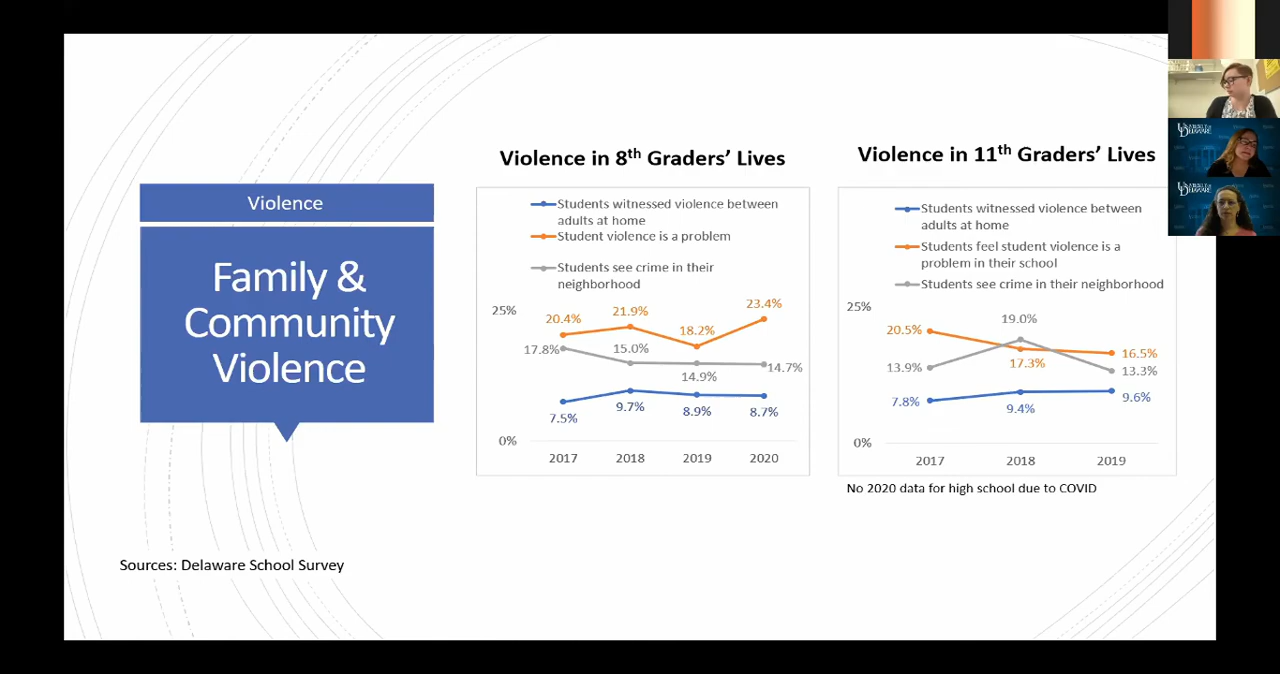 Violence
Family &
Community
Violence
Sources: Delaware School Survey
Violence in 8th Graders’ Lives
Students witnessed violence between
adults at home
Student violence is a problem
Students see crime in their
neighborhood
25%
20.4%
21.9%
18.2%
23.4%
17.8%
15.0%
14.9%
14.7%
7.5%
9.7%
8.9%
8.7%
0%
2017
2018
2019
2020
Violence in 11th Graders’ Lives
Students witnessed violence between
adults at home
Students feel student violence is a
problem in their school
Students see crime in their neighborhood
25%
20.5%
19.0%
17.3%
16.5%
13.9%
13.3%
7.8%
9.4%
9.6%
0%
2017
2018
2019
No 2020 data for high school due to COVID
UNIVERSITY OF
DELAWARE
UNIVERSITY OF
DELAWARE